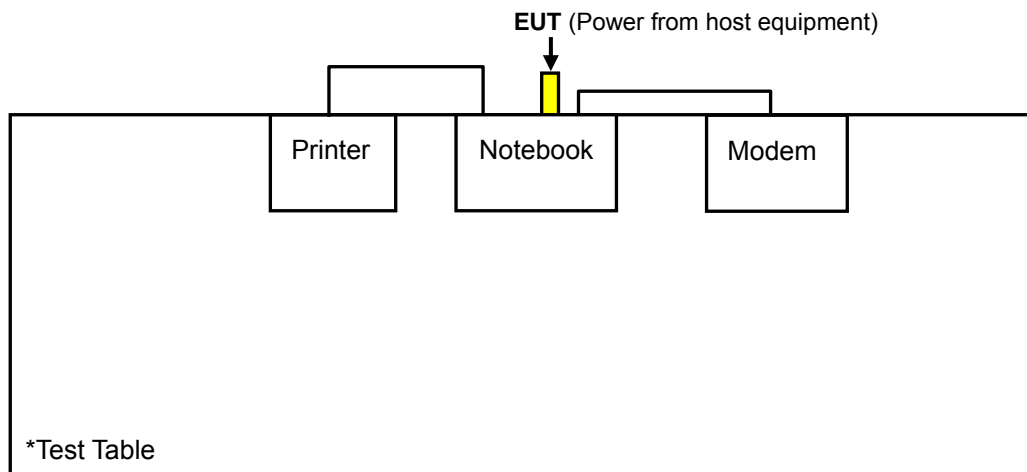 EUT (Power from host equipment)
Printer
Notebook
Modem
*Test Table